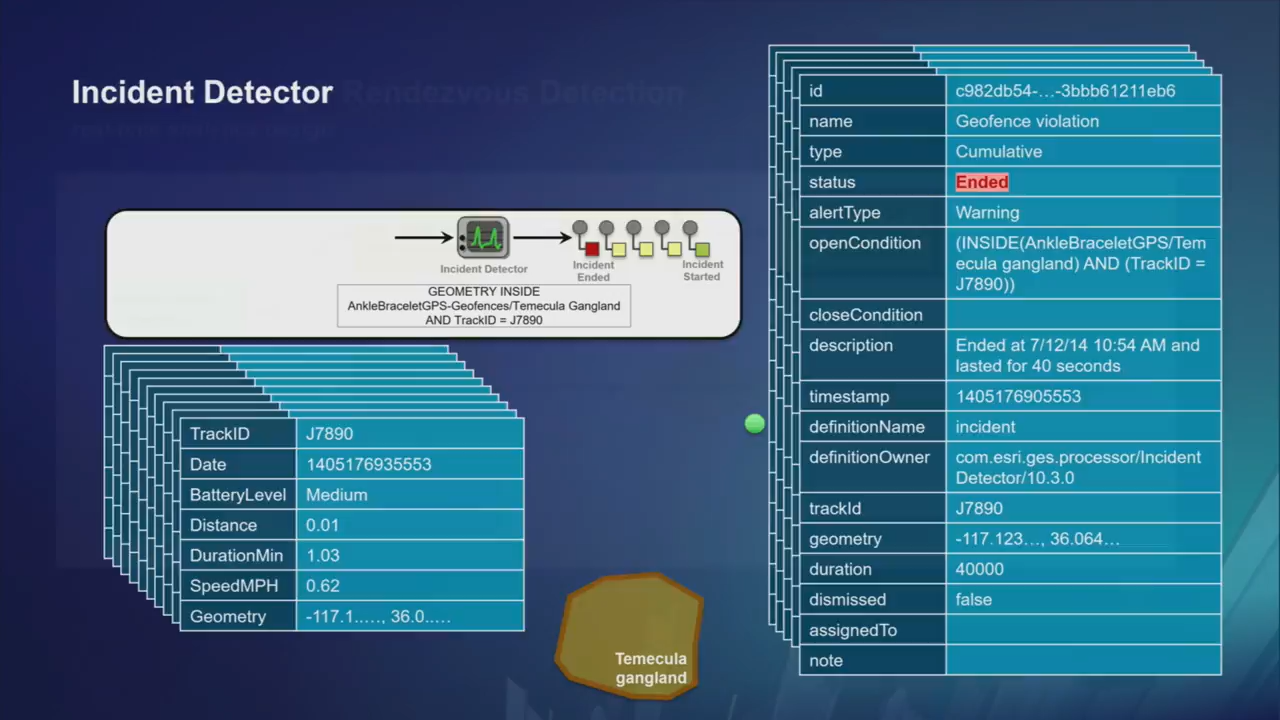 Incident Detector Rendezvous Detection
Incident Detector
Incident
Ended
Incident
Started
GEOMETRY INSIDE
AnkleBraceletGPS-Geofences/Temecula Gangland
AND TrackID = J7890
TrackID J7890
Date 1405176935553
BatteryLevel Medium
Distance 0.01
DurationMin 1.03
SpeedMPH 0.62
Geometry -117.1...., 36.0.....
Temecula
gangland
id c982db54-...-3bbb61211eb6
name Geofence violation
type Cumulative
status Ended
alertType Warning
openCondition (INSIDE(AnkleBraceletGPS/Tem
ecula gangland) AND (TrackID =
J7890))
closeCondition
description Ended at 7/12/14 10:54 AM and
lasted for 40 seconds
timestamp 1405176905553
definitionName incident
definitionOwner com.esri.ges.processor/Incident
Detector/10.3.0
trackId J7890
geometry -117.123..., 36.064...
duration 40000
dismissed false
assignedTo
note